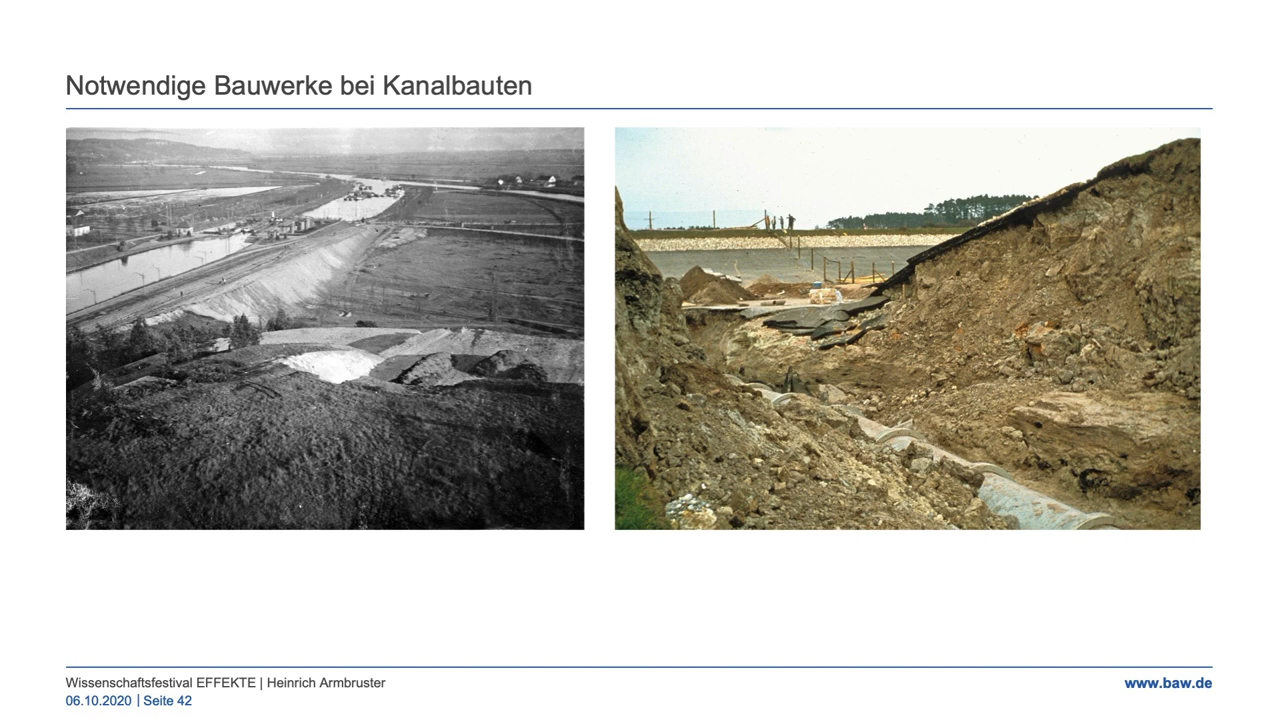 Notwendige Bauwerke bei Kanalbauten
Wissenschaftsfestival EFFEKTE | Heinrich Armbruster
www.baw.de
06.10.2020 | Seite 42